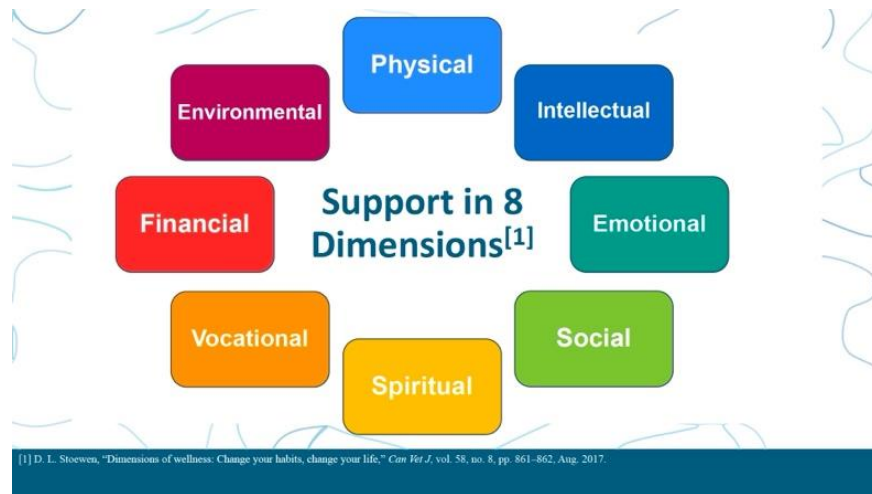 Physical
Intellectual
Emotional
Social
Spiritual
Vocational
Financial
Environmental
Support in 8
Dimensions[1]
[1] D. L. Stoewen, “Dimensions of wellness: Change your habits, change your life,” Can Vet J, vol. 58, no. 8, pp. 861–862, Aug. 2017.